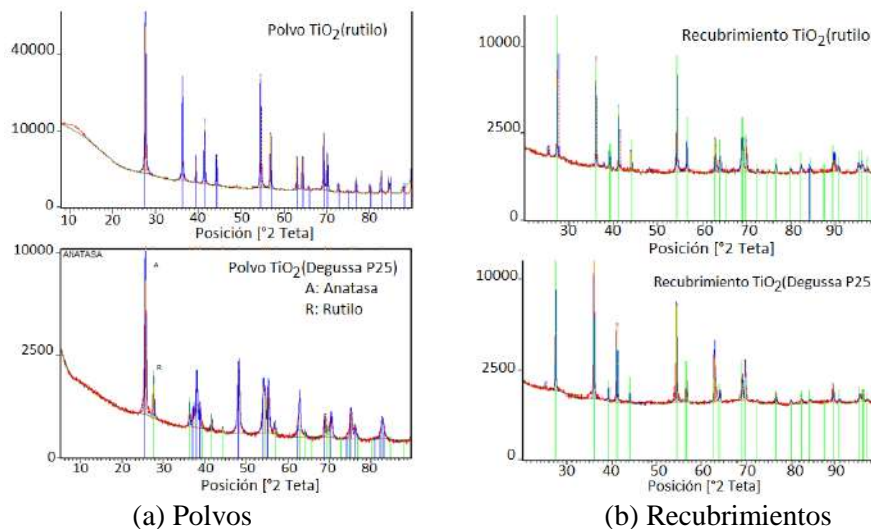 Polvo TiO2(rutilo)
40000
10000
0
10 20 30 40 50 60 70 80
Posición [°2 Teta]
Recubrimiento TiO2(rutilo
10000
2500
0
30 40 50 60 70 80 90
Posición [°2 Teta]
ANATASA
10000
Polvo TiO2(Degussa P25)
A: Anatasa
R: Rutilo
A
R
2500
0
10 20 30 40 50 60 70 80
Posición [°2 Teta]
Recubrimiento TiO2(Degussa P25
10000
2500
0
20 30 40 50 60 70 80 90
Posición [°2 Teta]
(a) Polvos
(b) Recubrimientos